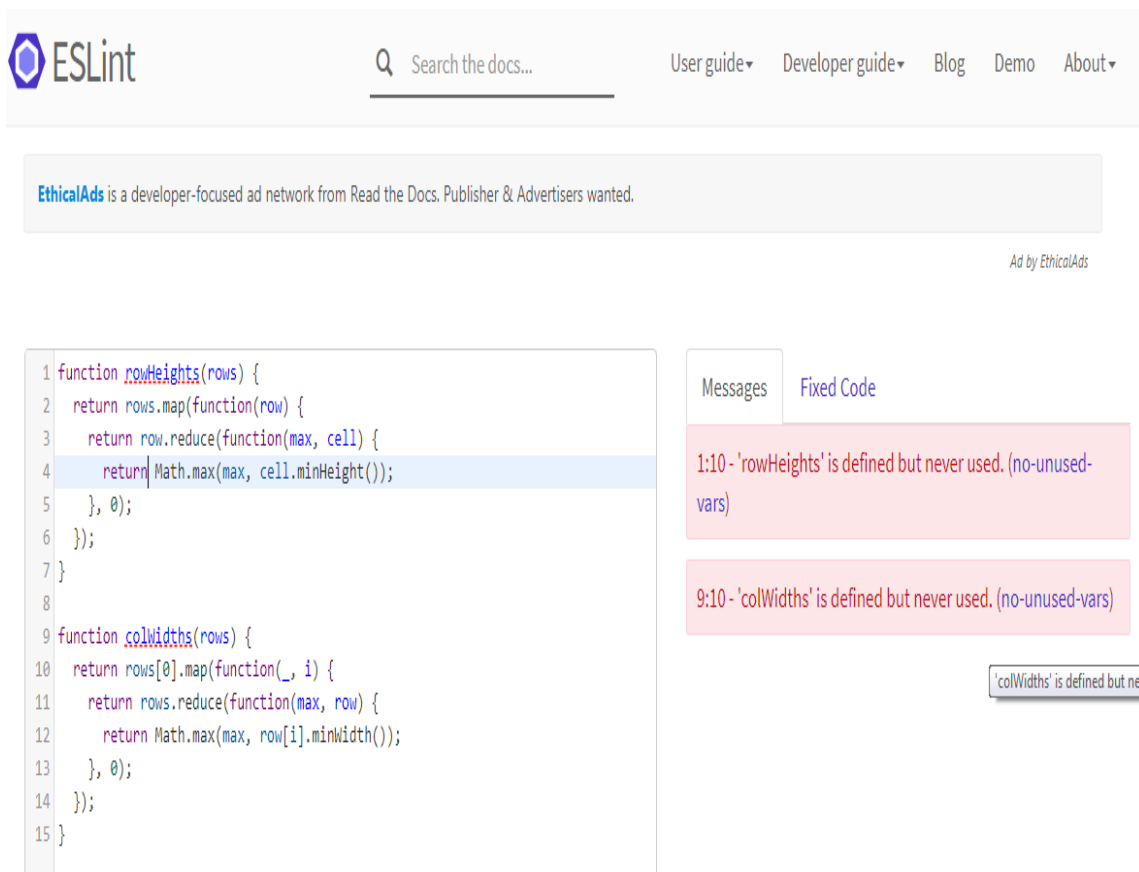 ESLint
Search the docs...
User guide▾ Developer guide▾ Blog Demo About▾
EthicalAds is a developer-focused ad network from Read the Docs. Publisher & Advertisers wanted.
Ad by EthicalAds
1 function rowHeights(rows) {
2   return rows.map(function(row) {
3     return row.reduce(function(max, cell) {
4       return Math.max(max, cell.minHeight());
5     }, 0);
6   });
7 }
8
9 function colWidths(rows) {
10   return rows[0].map(function(_, i) {
11     return rows.reduce(function(max, row) {
12       return Math.max(max, row[i].minWidth());
13     }, 0);
14   });
15 }
Messages Fixed Code
1:10 - 'rowHeights' is defined but never used. (no-unused-
vars)
9:10 - 'colWidths' is defined but never used. (no-unused-vars)
'colWidths' is defined but ne